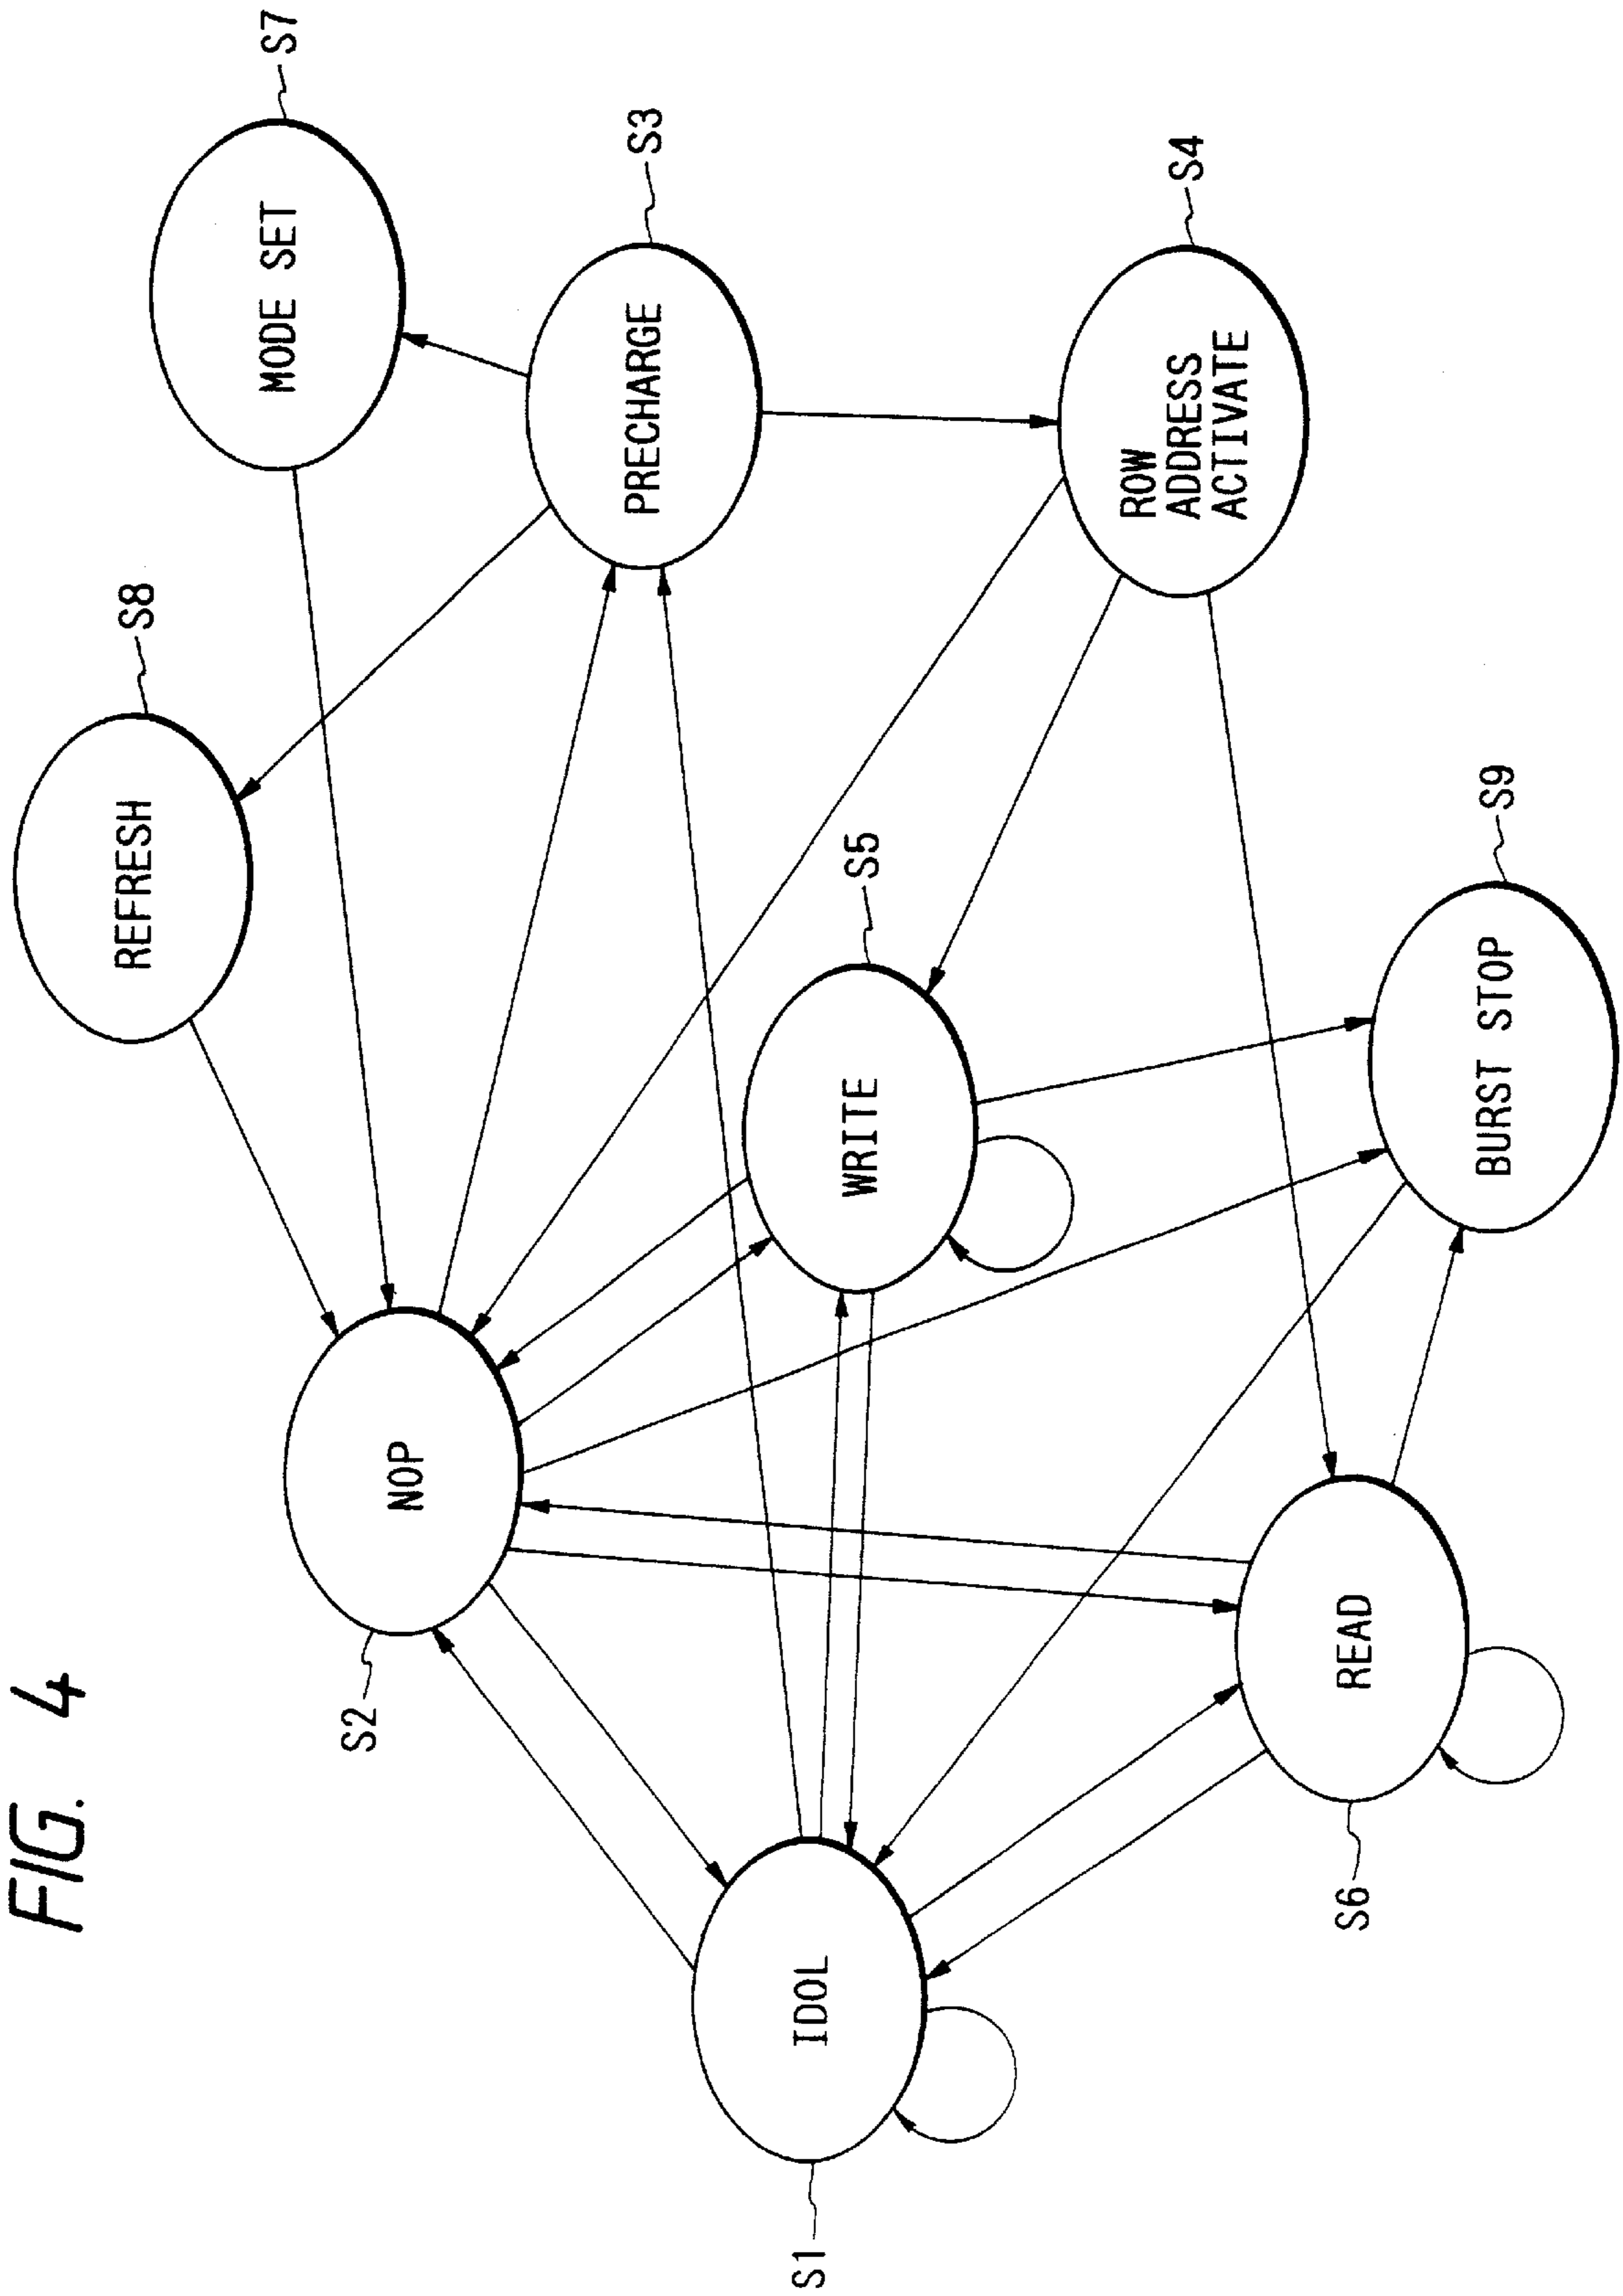 FIG. 4
S8
REFRESH
S7
MODE SET
S2
NOP
S3
PRECHARGE
S1
IDOL
S5
WRITE
S4
ROW
ADDRESS
ACTIVATE
S6
READ
S9
BURST STOP